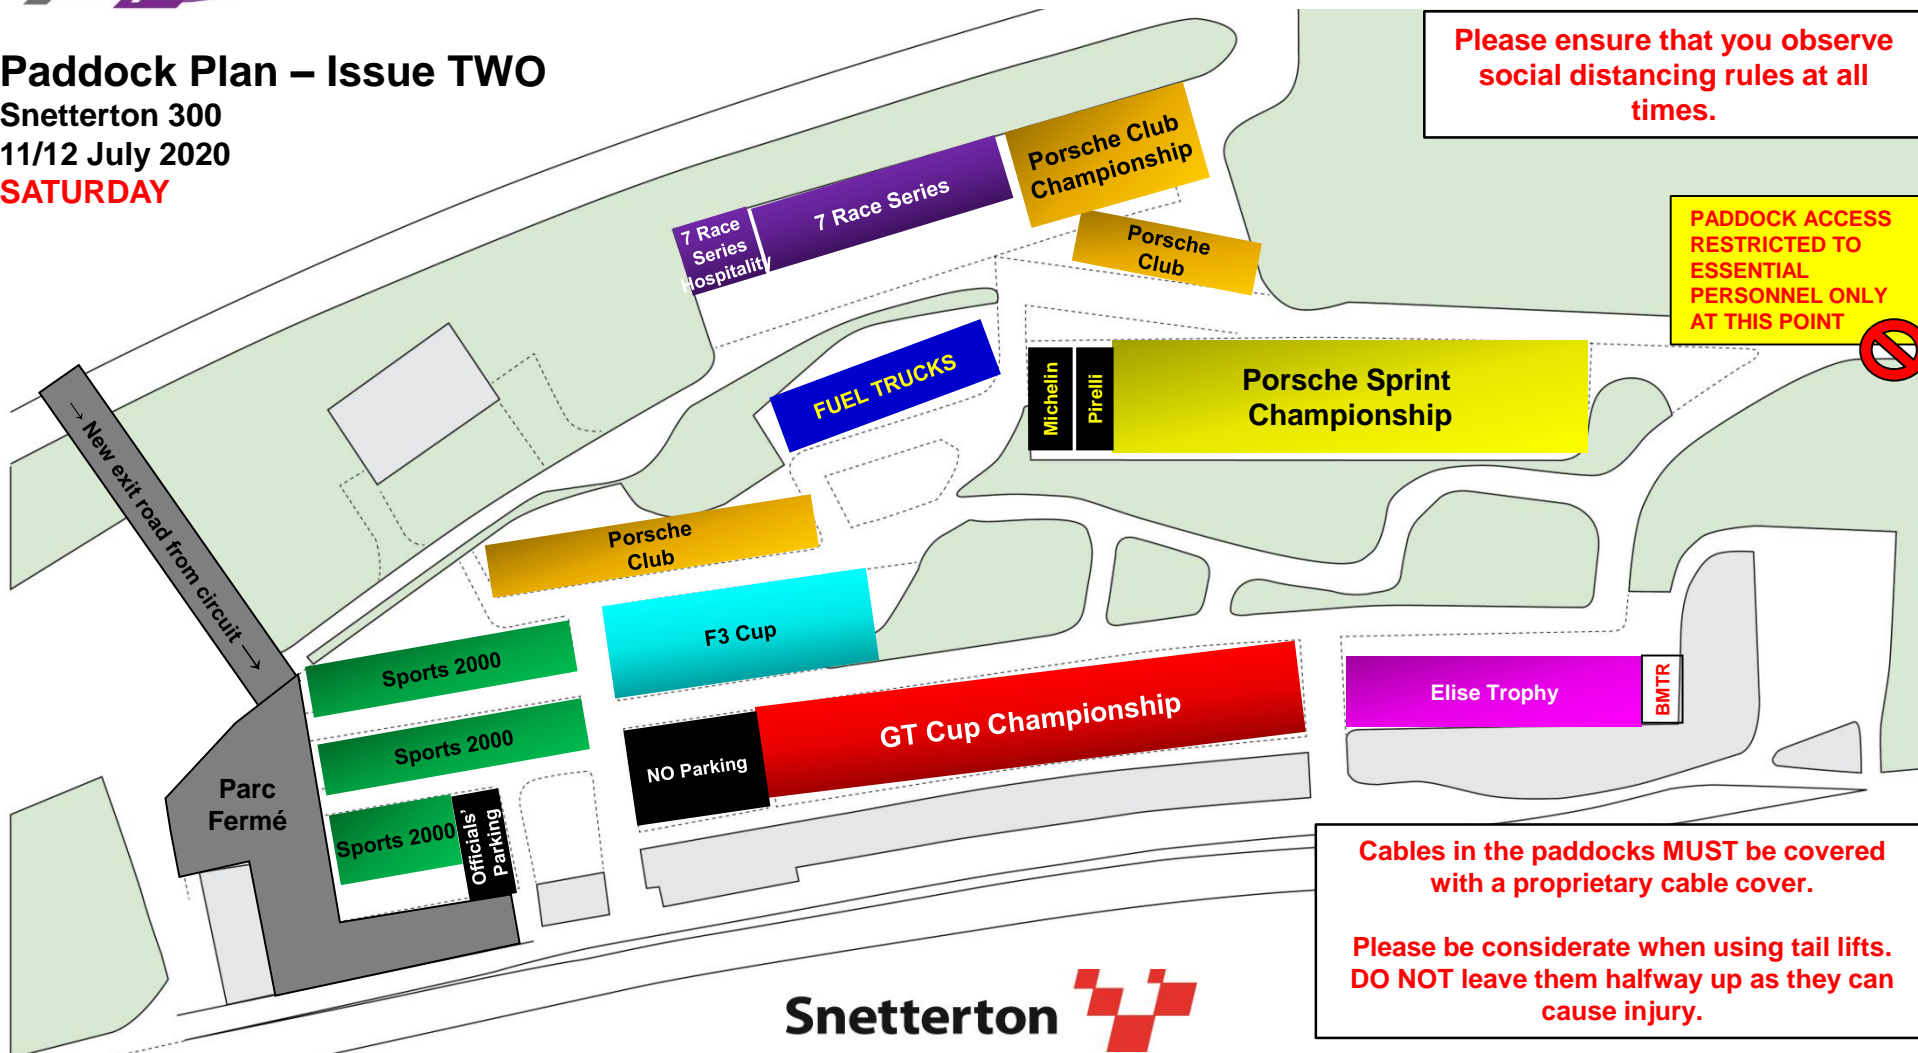 Paddock Plan – Issue TWO
Snetterton 300
11/12 July 2020
SATURDAY
Please ensure that you observe
social distancing rules at all
times.
PADDOCK ACCESS
RESTRICTED TO
ESSENTIAL
PERSONNEL ONLY
AT THIS POINT
Porsche Club
Championship
7 Race Series
7 Race
Series
Hospitality
Porsche
Club
FUEL TRUCKS
Michelin
Pirelli
Porsche Sprint
Championship
→ New exit road from circuit →
Porsche
Club
F3 Cup
Sports 2000
Sports 2000
Sports 2000
Officials'
Parking
NO Parking
GT Cup Championship
Elise Trophy
BMTR
Parc
Fermé
Cables in the paddocks MUST be covered
with a proprietary cable cover.
Please be considerate when using tail lifts.
DO NOT leave them halfway up as they can
cause injury.
Snetterton